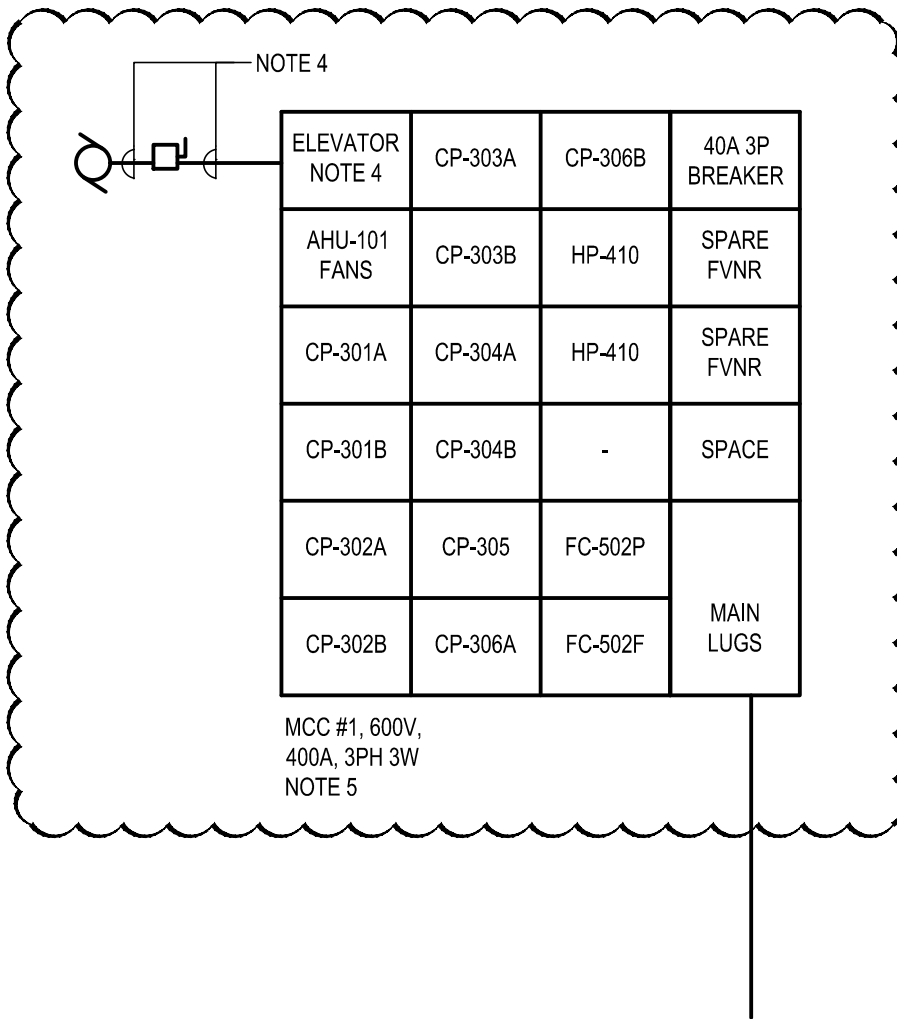 NOTE 4
ELEVATOR
NOTE 4
CP-303A
CP-306B
40A 3P
BREAKER
AHU-101
FANS
CP-303B
HP-410
SPARE
FVNR
CP-301A
CP-304A
HP-410
SPARE
FVNR
CP-301B
CP-304B
-
SPACE
CP-302A
CP-305
FC-502P
MAIN
LUGS
CP-302B
CP-306A
FC-502F
MCC #1, 600V,
400A, 3PH 3W
NOTE 5